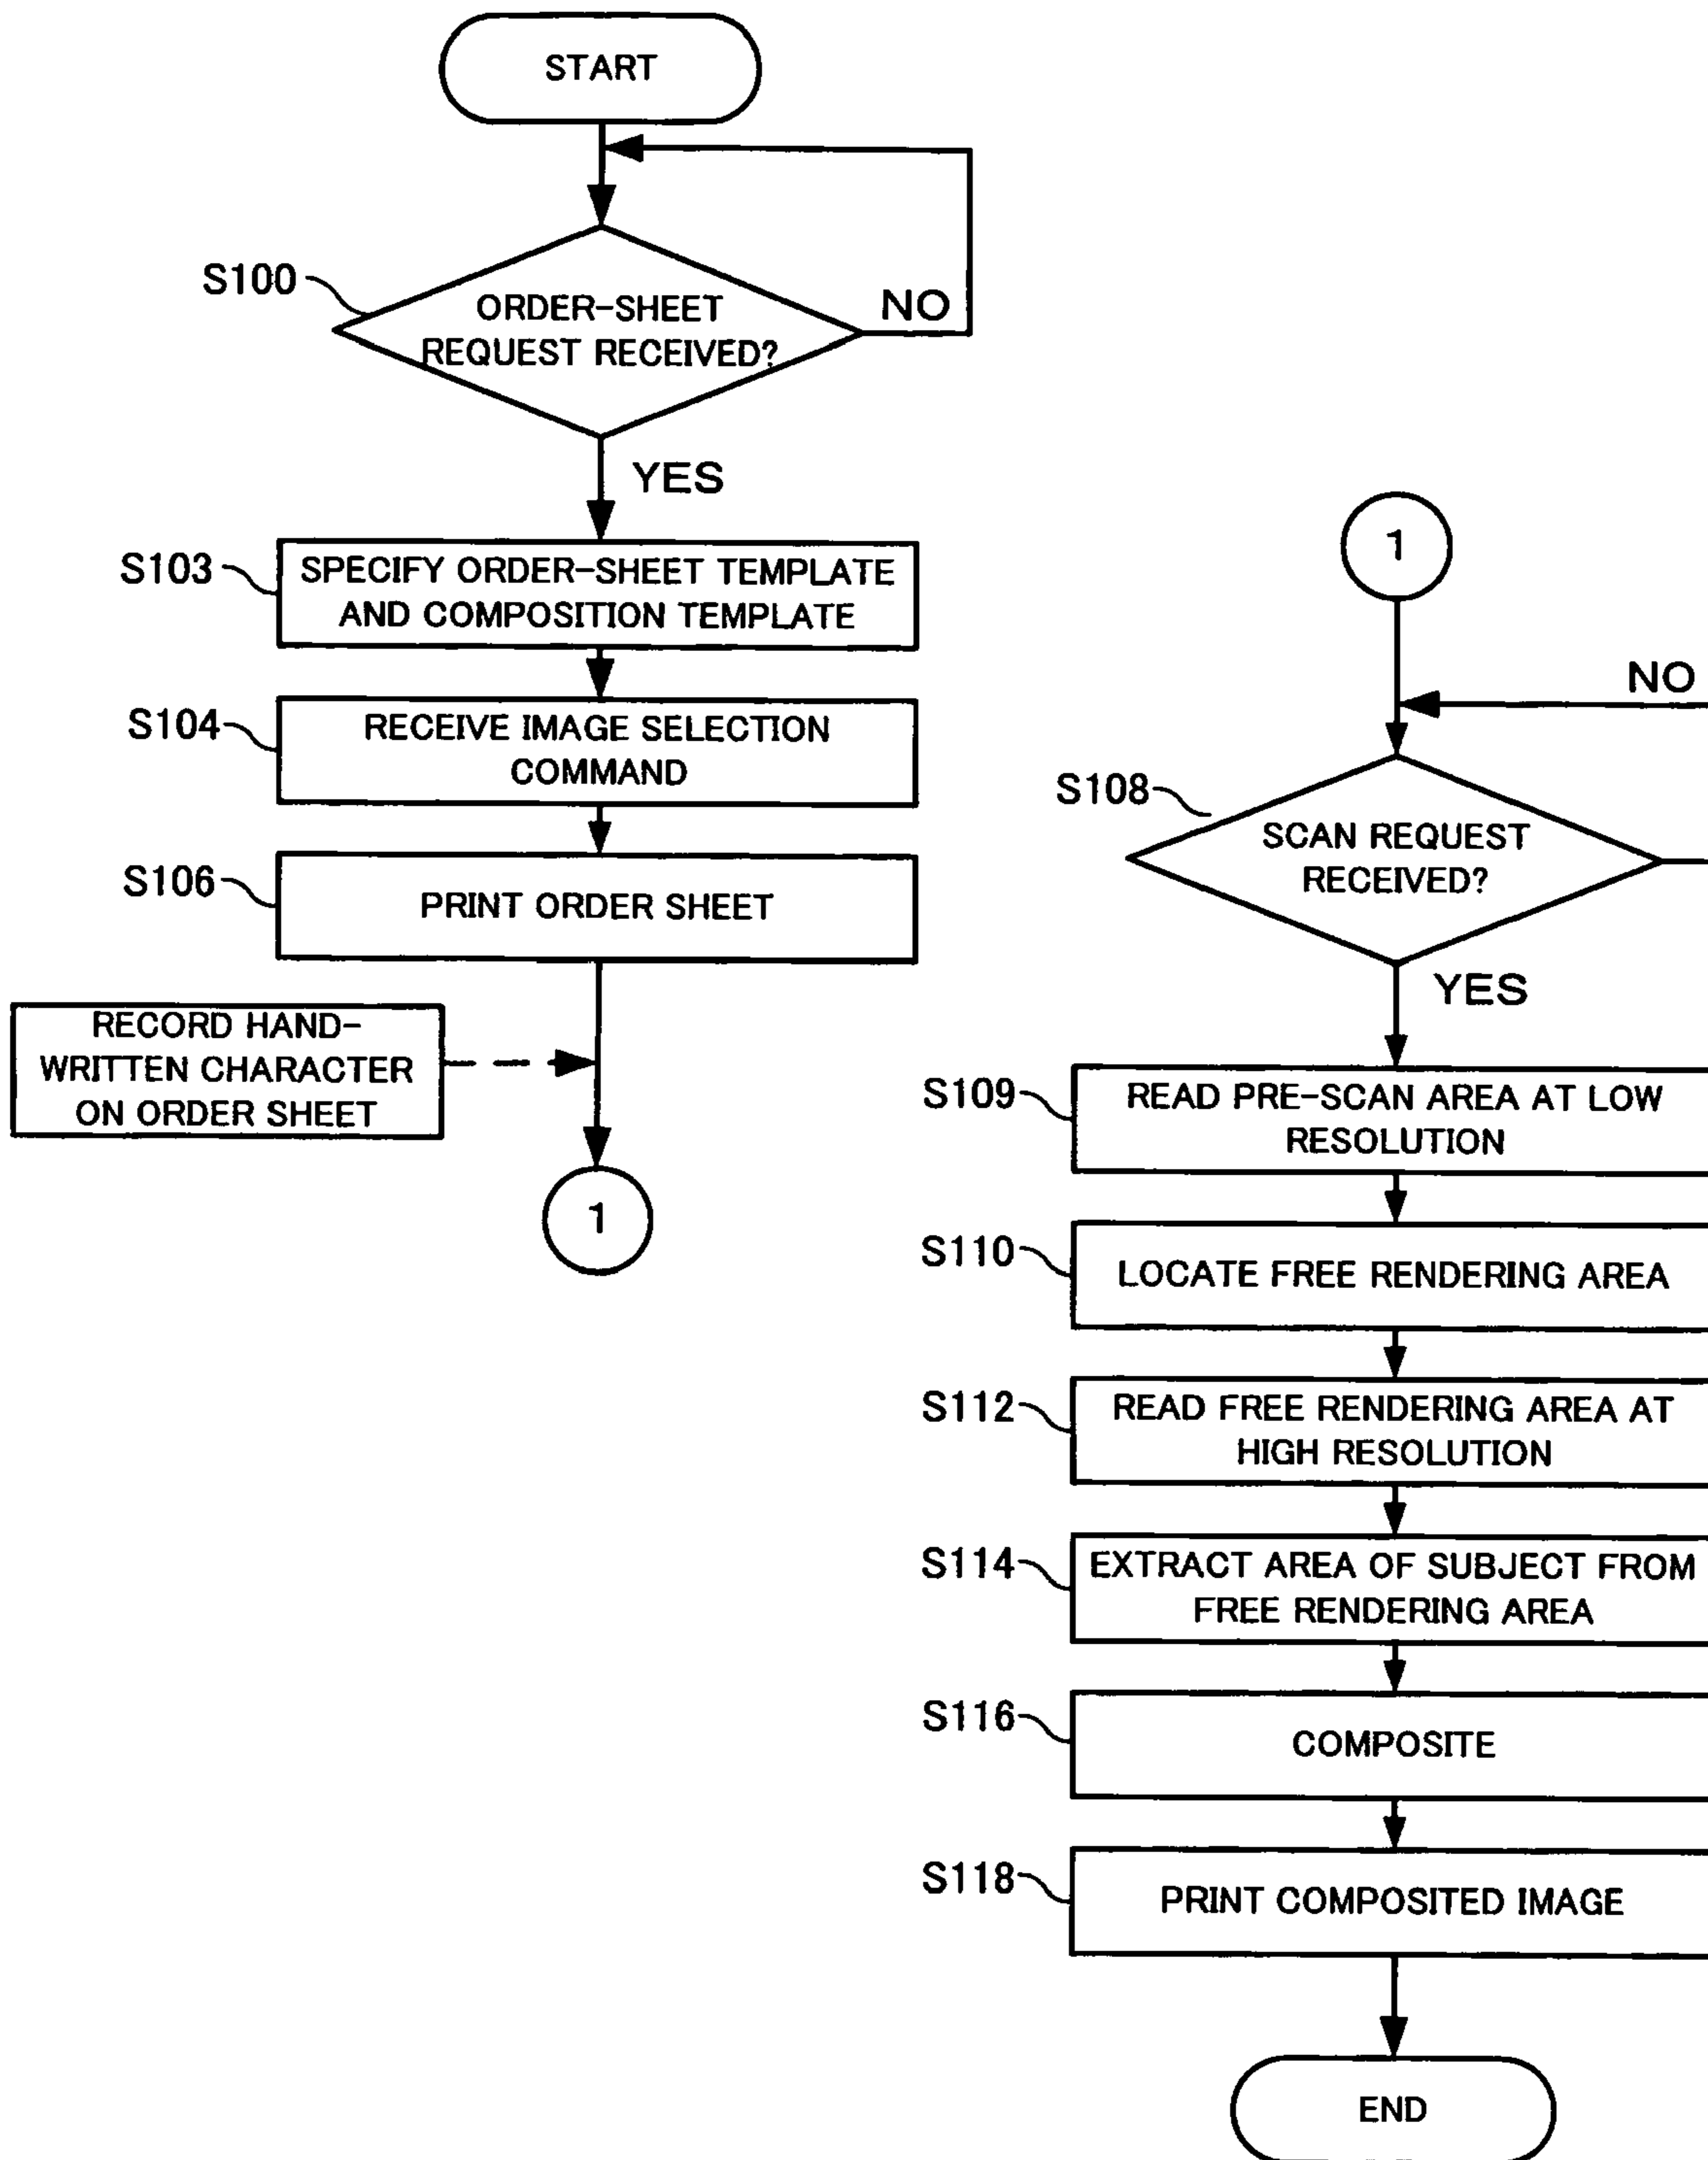 START
S100
ORDER-SHEET
REQUEST RECEIVED?
NO
YES
S103
SPECIFY ORDER-SHEET TEMPLATE
AND COMPOSITION TEMPLATE
S104
RECEIVE IMAGE SELECTION
COMMAND
S106
PRINT ORDER SHEET
RECORD HAND-
WRITTEN CHARACTER
ON ORDER SHEET
1
1
NO
S108
SCAN REQUEST
RECEIVED?
YES
S109
READ PRE-SCAN AREA AT LOW
RESOLUTION
S110
LOCATE FREE RENDERING AREA
S112
READ FREE RENDERING AREA AT
HIGH RESOLUTION
S114
EXTRACT AREA OF SUBJECT FROM
FREE RENDERING AREA
S116
COMPOSITE
S118
PRINT COMPOSITED IMAGE
END